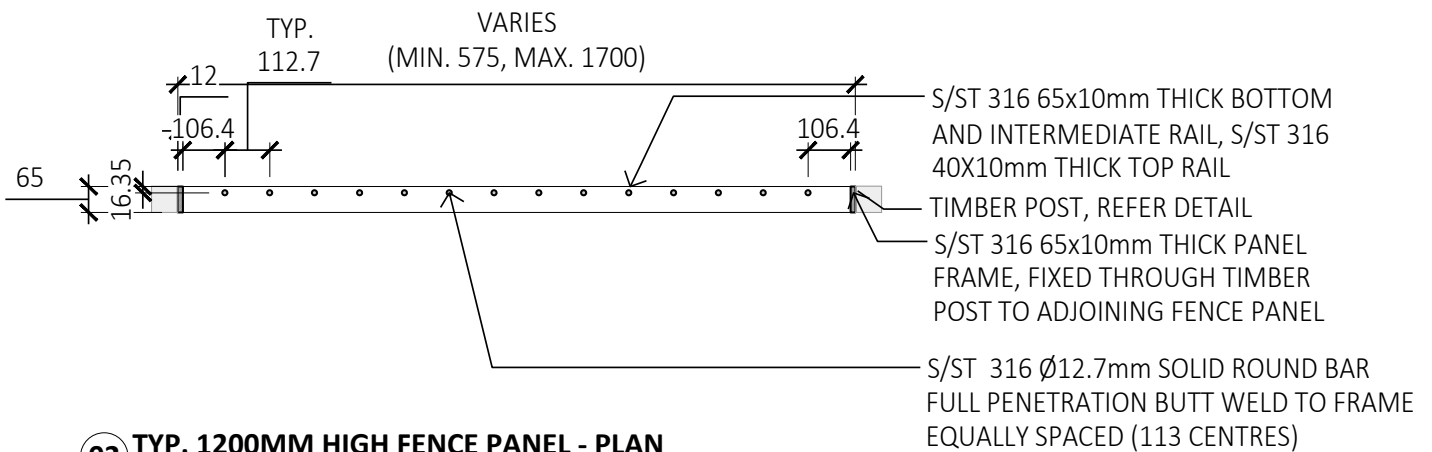 TYP.
112.7
VARIES
(MIN. 575, MAX. 1700)
12
106.4
106.4
65
16.35
S/ST 316 65x10mm THICK BOTTOM
AND INTERMEDIATE RAIL, S/ST 316
40X10mm THICK TOP RAIL
TIMBER POST, REFER DETAIL
S/ST 316 65x10mm THICK PANEL
FRAME, FIXED THROUGH TIMBER
POST TO ADJOINING FENCE PANEL
S/ST 316 Ø12.7mm SOLID ROUND BAR
FULL PENETRATION BUTT WELD TO FRAME
EQUALLY SPACED (113 CENTRES)
TYP. 1200MM HIGH FENCE PANEL - PLAN